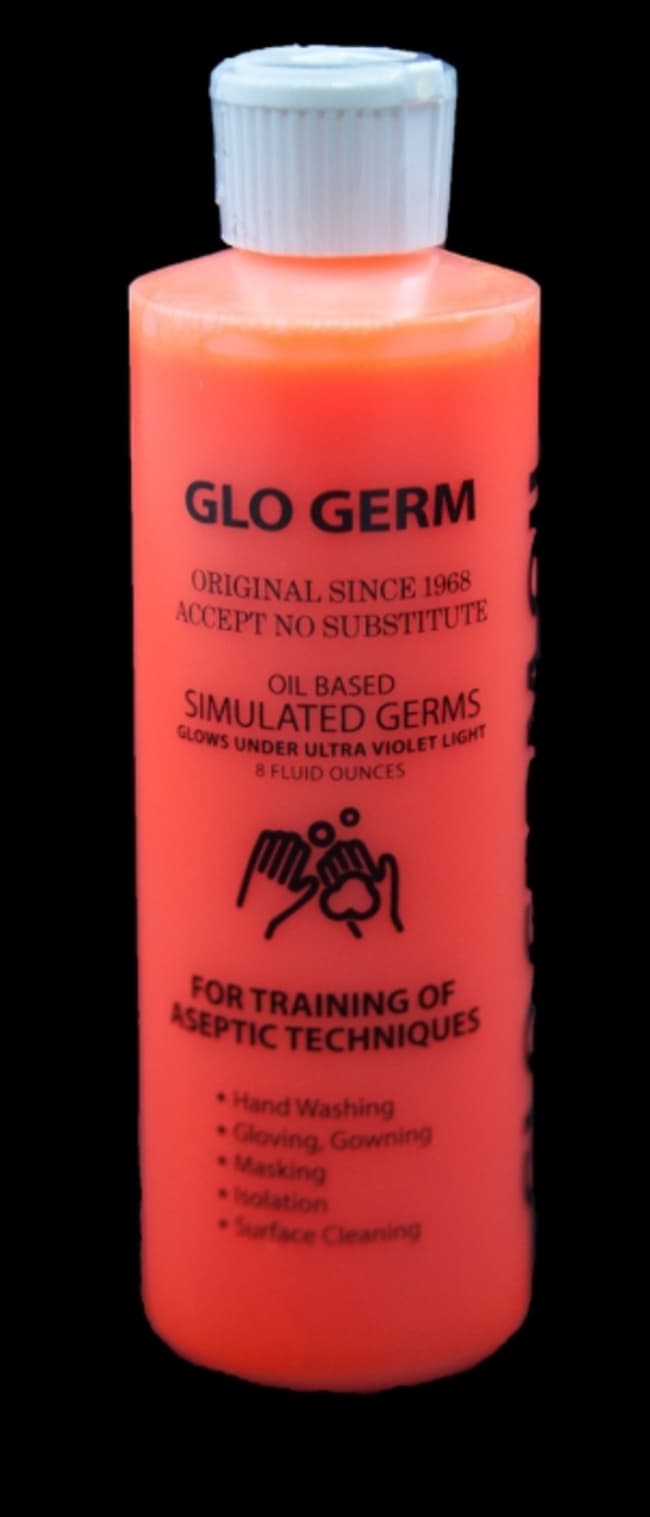 GLO GERM
ORIGINAL SINCE 1968
ACCEPT NO SUBSTITUTE
OIL BASED
SIMULATED GERMS
GLOWS UNDER ULTRA VIOLET LIGHT
8 FLUID OUNCES
FOR TRAINING OF
ASEPTIC TECHNIQUES
• Hand Washing
• Gloving, Gowning
• Masking
• Isolation
• Surface Cleaning